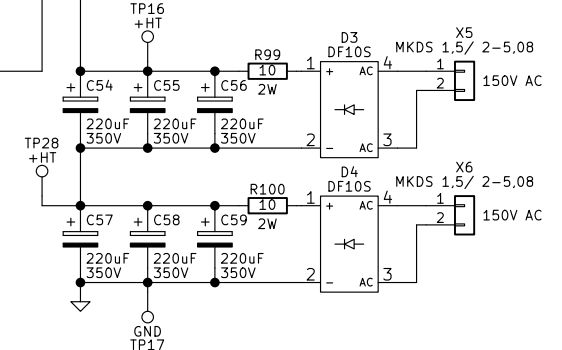 TP16
+HT
D3
DF10S
X5
MKDS 1,5/ 2-5,08
R99
10
2W
1
+
AC
4
1
2
150V AC
+ C54
+ C55
+ C56
220uF
350V
220uF
350V
220uF
350V
2
-
AC
3
TP28
+HT
D4
DF10S
X6
MKDS 1,5/ 2-5,08
R100
10
2W
1
+
AC
4
1
2
150V AC
+ C57
+ C58
+ C59
220uF
350V
220uF
350V
220uF
350V
2
-
AC
3
GND
TP17